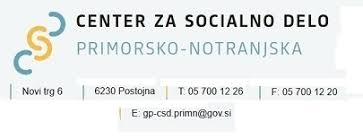 CENTER ZA SOCIALNO DELO
PRIMORSKO-NOTRANJSKA
Novi trg 6 6230 Postojna T: 05 700 12 26 F: 05 700 12 20
E: gp-csd.primn@gov.si